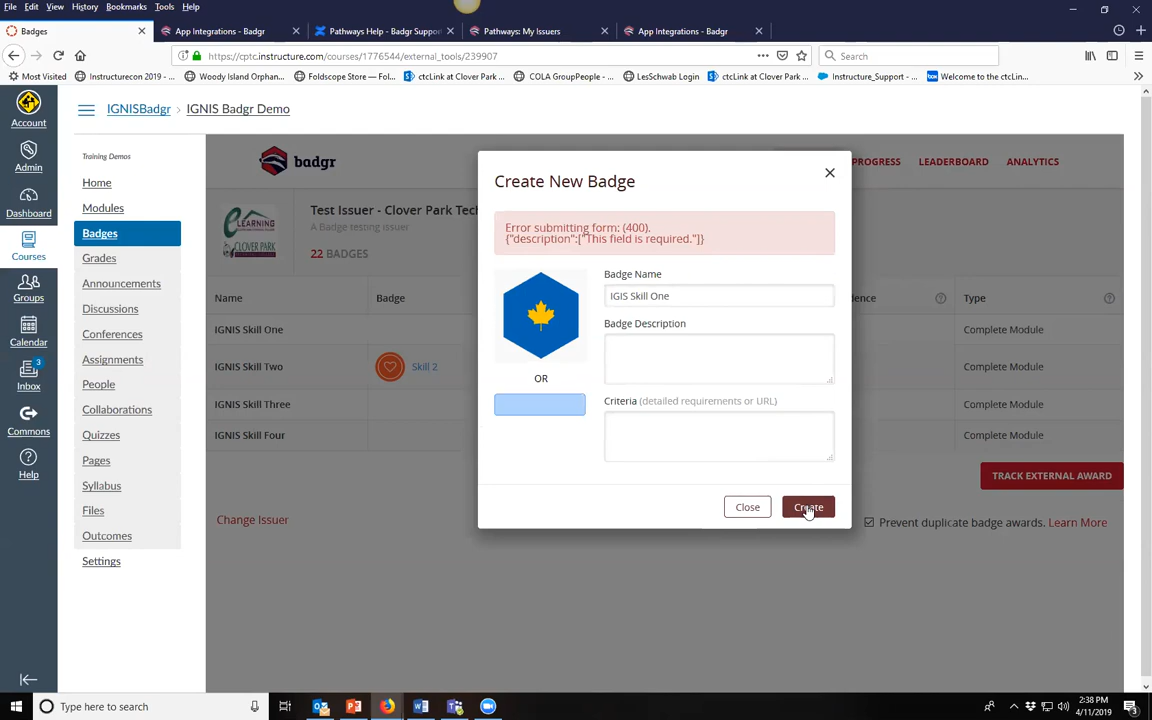 File Edit View History Bookmarks Tools Help
Badges
App Integrations - Badgr
Pathways Help - Badgr Support
Pathways: My Issuers
App Integrations - Badgr
https://cptc.instructure.com/courses/1776544/external_tools/239907
Search
Most Visited
Instructurecon 2019 - ...
Woody Island Orphan...
Foldscope Store — Fol...
ctcLink at Clover Park ...
COLA GroupPeople - ...
LesSchwab Login
ctcLink at Clover Park ...
Instructure_Support - ...
box
Welcome to the ctcLin...
Account
Admin
Dashboard
Courses
Groups
Calendar
3
Inbox
Commons
Help
IGNISBadgr › IGNIS Badgr Demo
Training Demos
Home
Modules
Badges
Grades
Announcements
Discussions
Conferences
Assignments
People
Collaborations
Quizzes
Pages
Syllabus
Files
Outcomes
Settings
badgr
PROGRESS LEADERBOARD ANALYTICS
E LEARNING
CLOVER PARK
Test Issuer - Clover Park Tech
A Badge testing issuer
22 BADGES
Name Badge dence ? Type ?
IGNIS Skill One Complete Module
IGNIS Skill Two Skill 2 Complete Module
IGNIS Skill Three Complete Module
IGNIS Skill Four Complete Module
TRACK EXTERNAL AWARD
Change Issuer
Prevent duplicate badge awards. Learn More
Create New Badge
Error submitting form: (400).
{"description":["This field is required."]}
Badge Name
IGIS Skill One
Badge Description
OR
Criteria (detailed requirements or URL)
Close Create
Type here to search
2:38 PM
4/11/2019
3